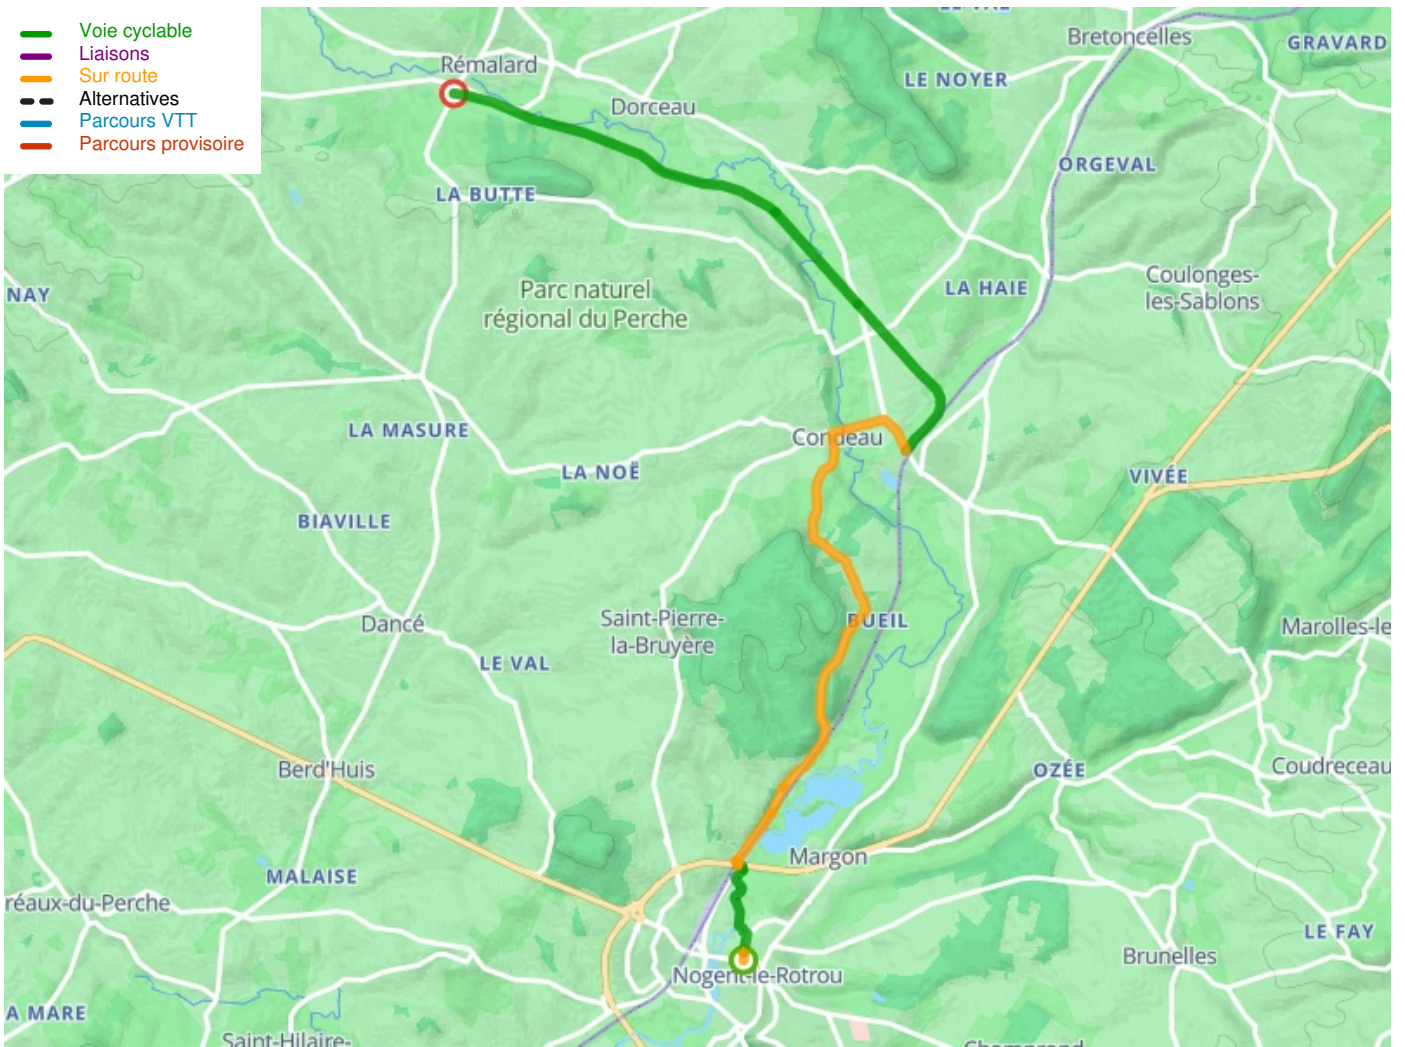 Voie cyclable
Liaisons
Sur route
Alternatives
Parcours VTT
Parcours provisoire
Bretoncelles
GRAVARD
Rémalard
LE NOYER
Dorceau
ORGEVAL
LA BUTTE
Coulonges-
les-Sablons
NAY
Parc naturel
régional du Perche
LA HAIE
LA MASURE
Condeau
LA NOË
VIVÉE
BIAVILLE
Dancé
Saint-Pierre-
la-Bruyère
BUEIL
Marolles-le
LE VAL
Berd'Huis
OZÉE
Coudreceau
Margon
MALAISE
réaux-du-Perche
LE FAY
Brunelles
Nogent-le-Rotrou
A MARE
Saint-Hilaire-